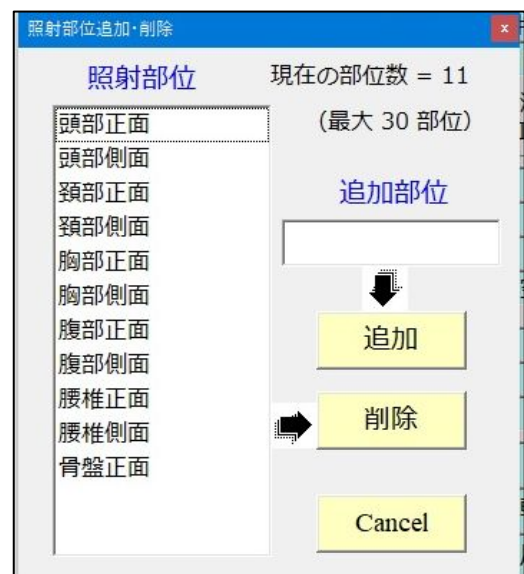 照射部位追加・削除
x
照射部位
現在の部位数 = 11
(最大 30 部位)
頭部正面
頭部側面
頚部正面
頚部側面
胸部正面
胸部側面
腹部正面
腹部側面
腰椎正面
腰椎側面
骨盤正面
追加部位
追加
削除
Cancel